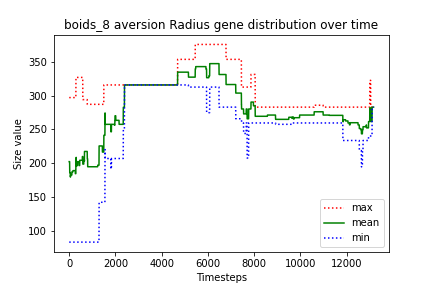 boids_8 aversion Radius gene distribution over time
Size value
350
300
250
200
150
100
0
2000
4000
6000
8000
10000
12000
Timesteps
max
mean
min